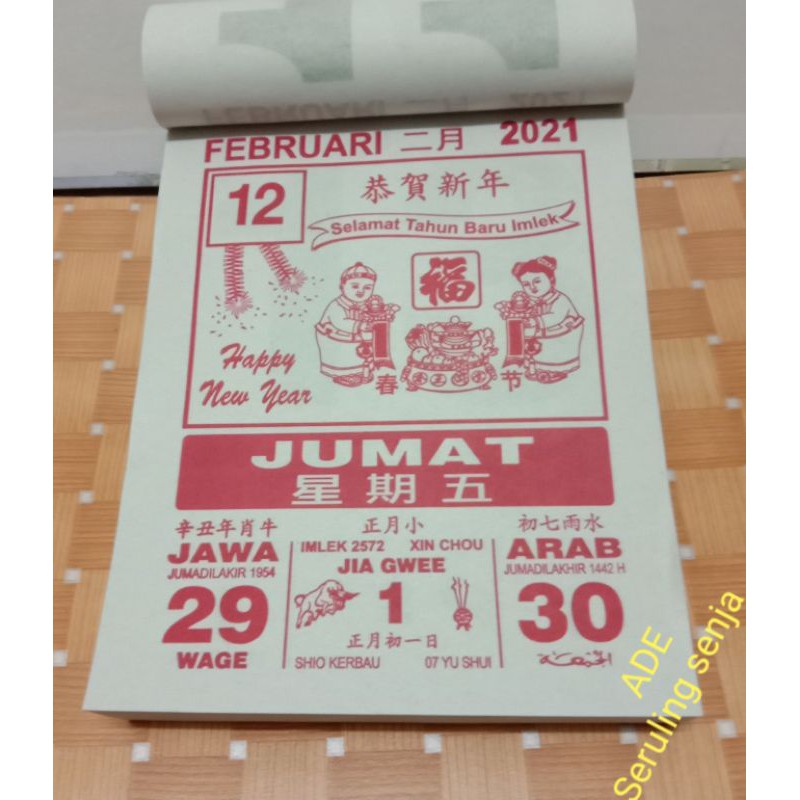 FEBRUARI 二月 2021
12
恭賀新年
Selamat Tahun Baru Imlek
福
Happy
New Year
春 节
JUMAT
星期五
辛丑年肖牛
JAWA
JUMADILAKIR 1954
29
WAGE
正月小
IMLEK 2572 XIN CHOU
JIA GWEE
1
正月初一日
SHIO KERBAU 07 YU SHUI
初七雨水
ARAB
JUMADILAKHIR 1442 H
30
الجمعة
ADE
Seruling senja